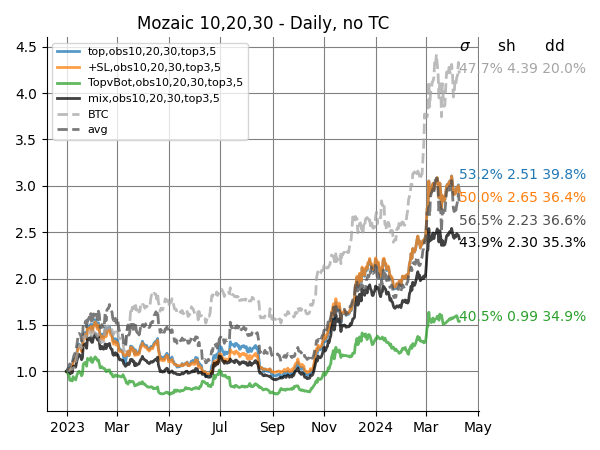 Mozaic 10,20,30 - Daily, no TC
σ sh dd
top,obs10,20,30,top3,5
+SL,obs10,20,30,top3,5
TopvBot,obs10,20,30,top3,5
mix,obs10,20,30,top3,5
BTC
avg
47.7% 4.39 20.0%
53.2% 2.51 39.8%
50.0% 2.65 36.4%
56.5% 2.23 36.6%
43.9% 2.30 35.3%
40.5% 0.99 34.9%
4.5
4.0
3.5
3.0
2.5
2.0
1.5
1.0
2023 Mar May Jul Sep Nov 2024 Mar May